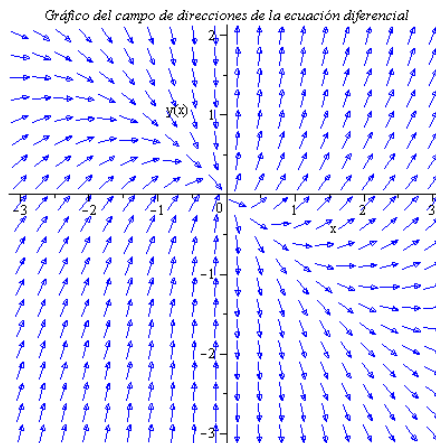 Gráfico del campo de direcciones de la ecuación diferencial
2
y(x)
1
-3 -2 -1 0 1 2 3
x
-1
-2
-3